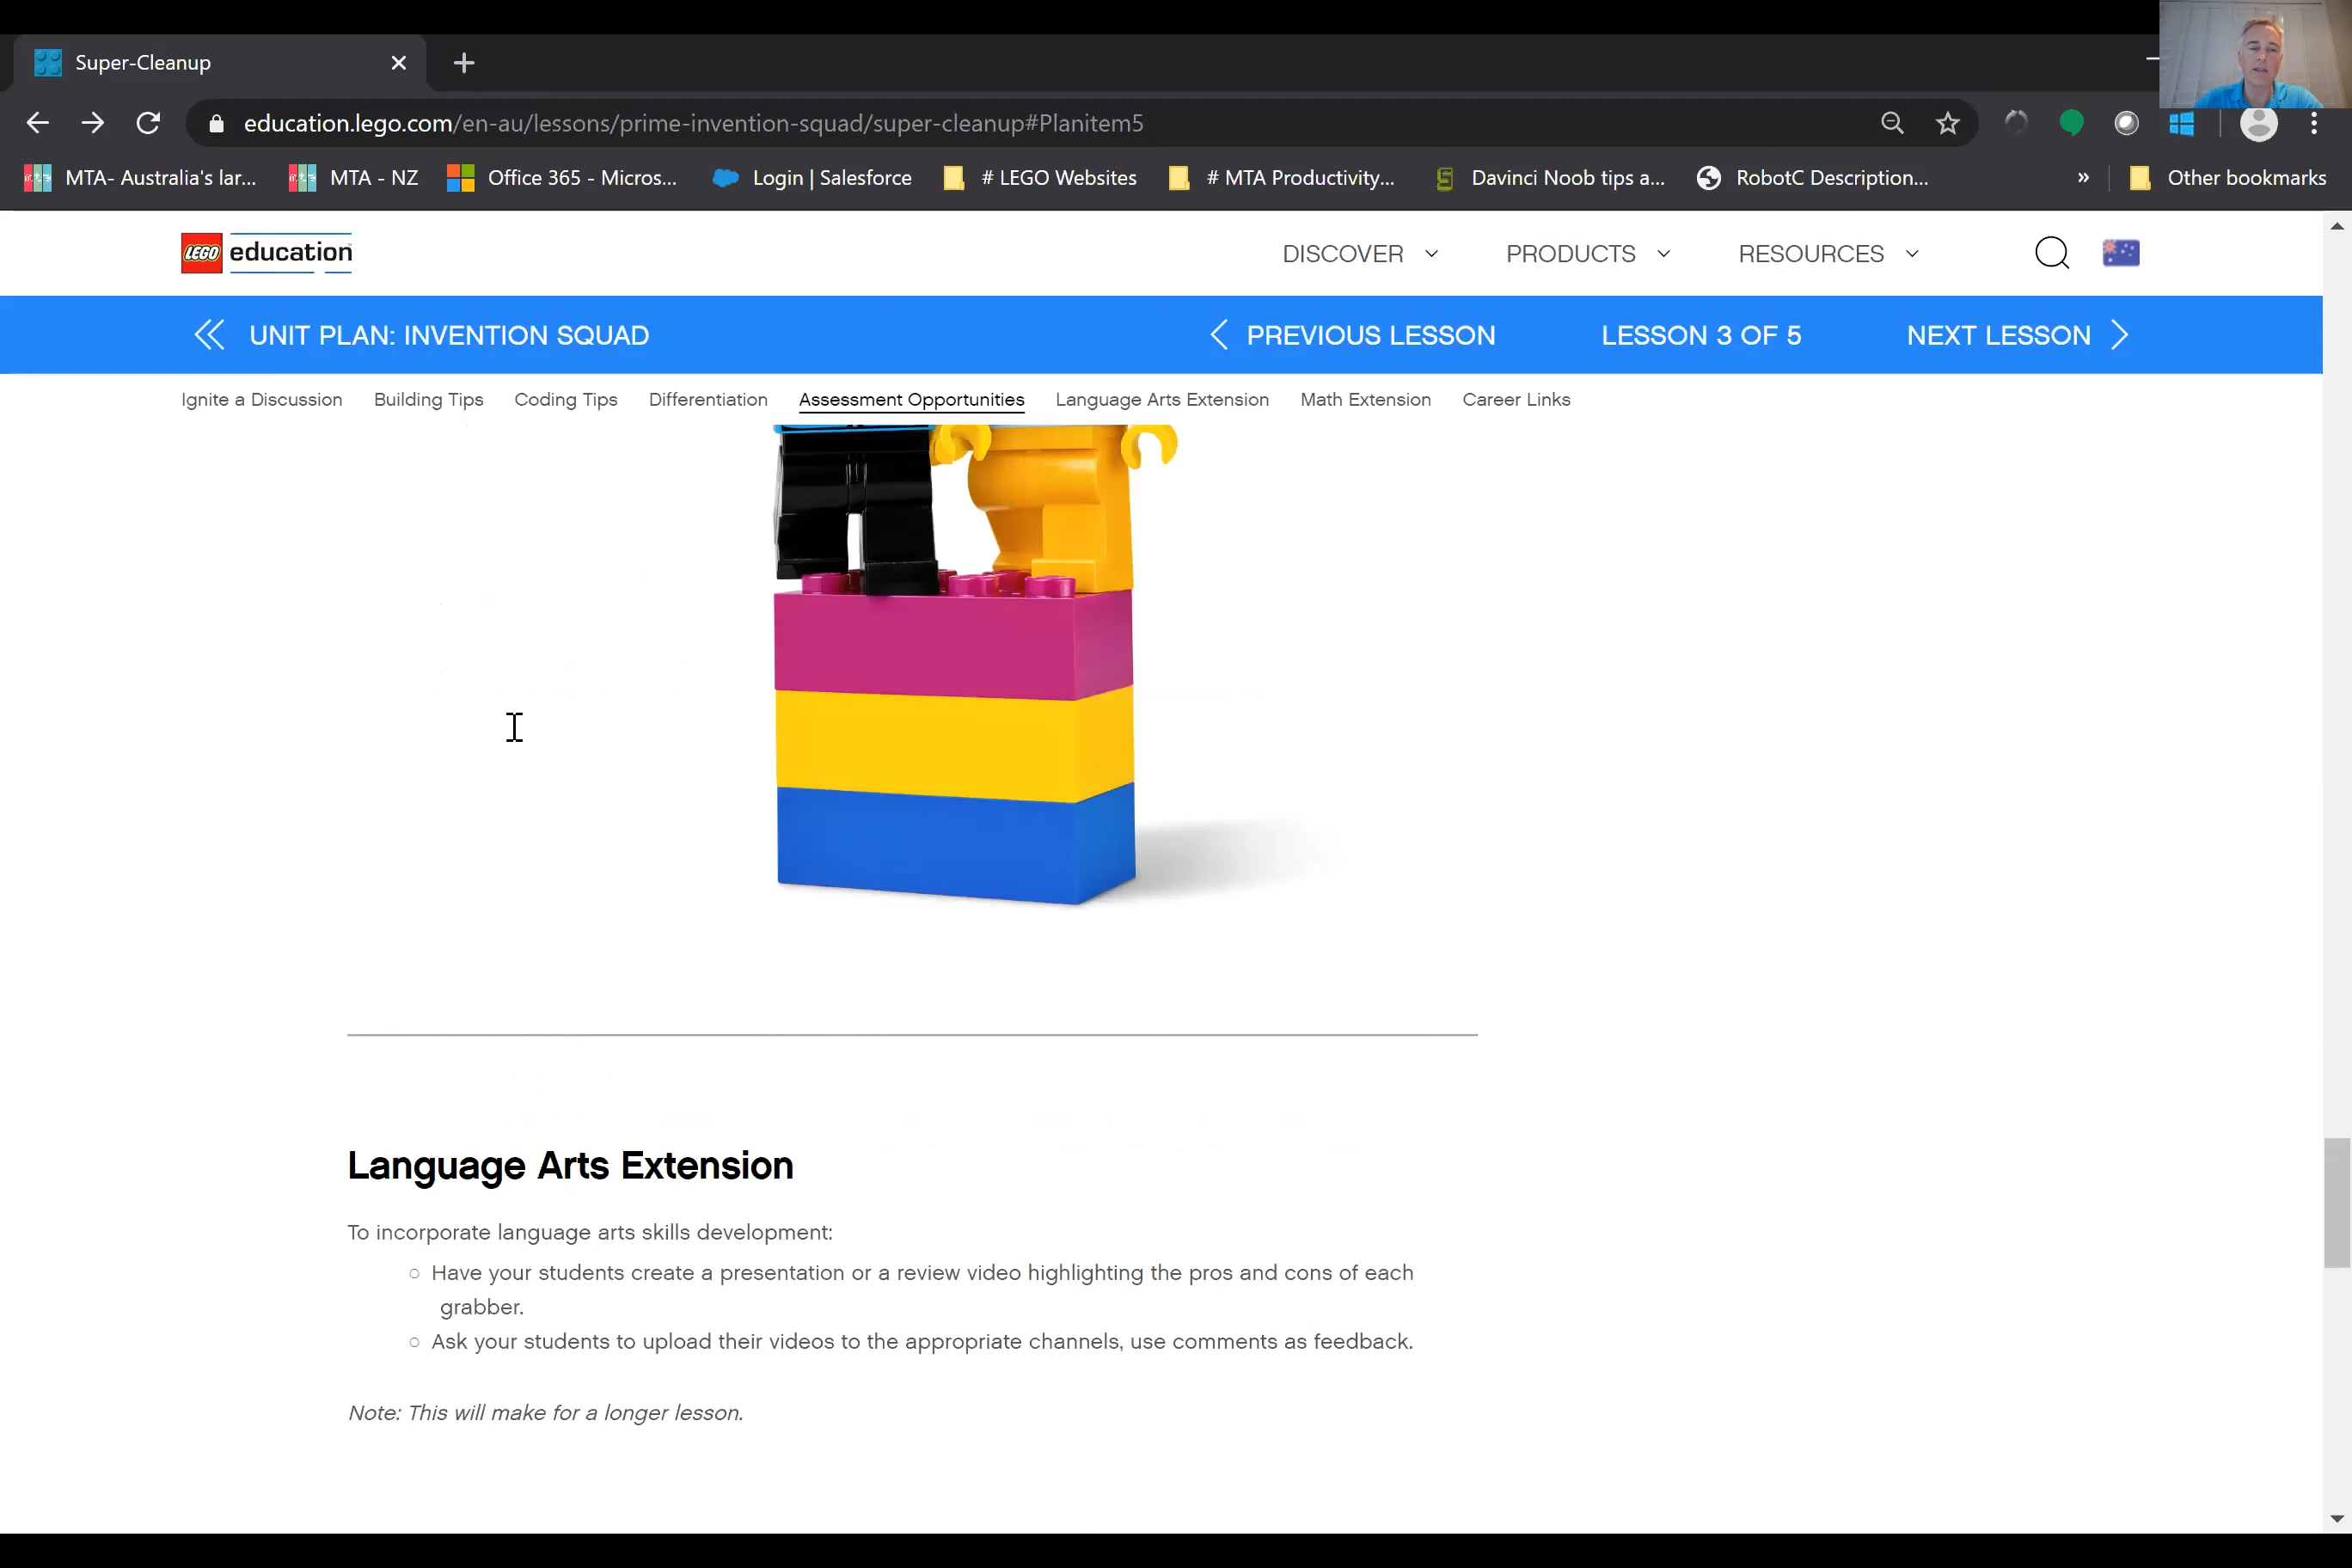 Super-Cleanup
education.lego.com/en-au/lessons/prime-invention-squad/super-cleanup#Planitem5
MTA- Australia's lar... MTA - NZ Office 365 - Micros... Login | Salesforce # LEGO Websites # MTA Productivity... Davinci Noob tips a... RobotC Description... » Other bookmarks
LEGO education DISCOVER PRODUCTS RESOURCES
UNIT PLAN: INVENTION SQUAD PREVIOUS LESSON LESSON 3 OF 5 NEXT LESSON
Ignite a Discussion Building Tips Coding Tips Differentiation Assessment Opportunities Language Arts Extension Math Extension Career Links
Language Arts Extension
To incorporate language arts skills development:
Have your students create a presentation or a review video highlighting the pros and cons of each
grabber.
Ask your students to upload their videos to the appropriate channels, use comments as feedback.
Note: This will make for a longer lesson.